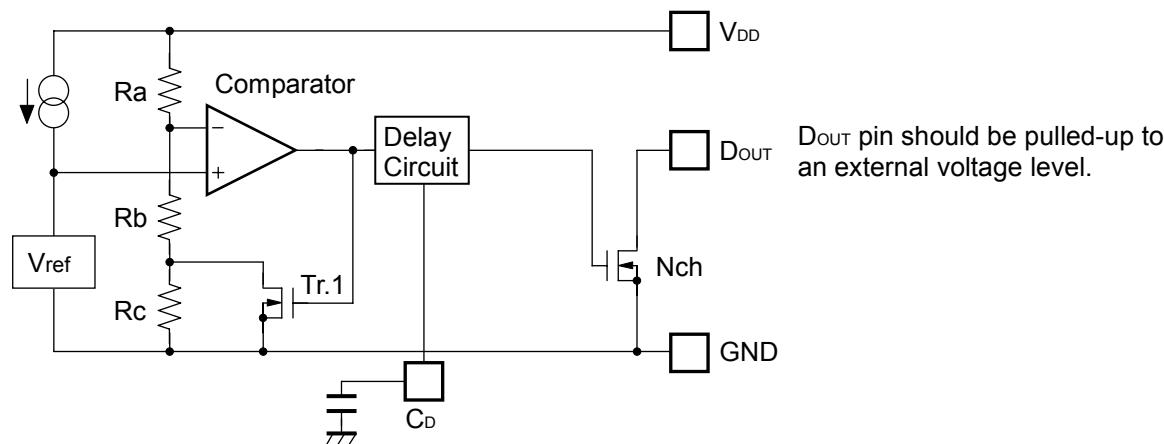 VDD
Ra
Comparator
−
+
Delay
Circuit
DOUT
DOUT pin should be pulled-up to
an external voltage level.
Rb
Vref
Tr.1
Nch
Rc
GND
CD